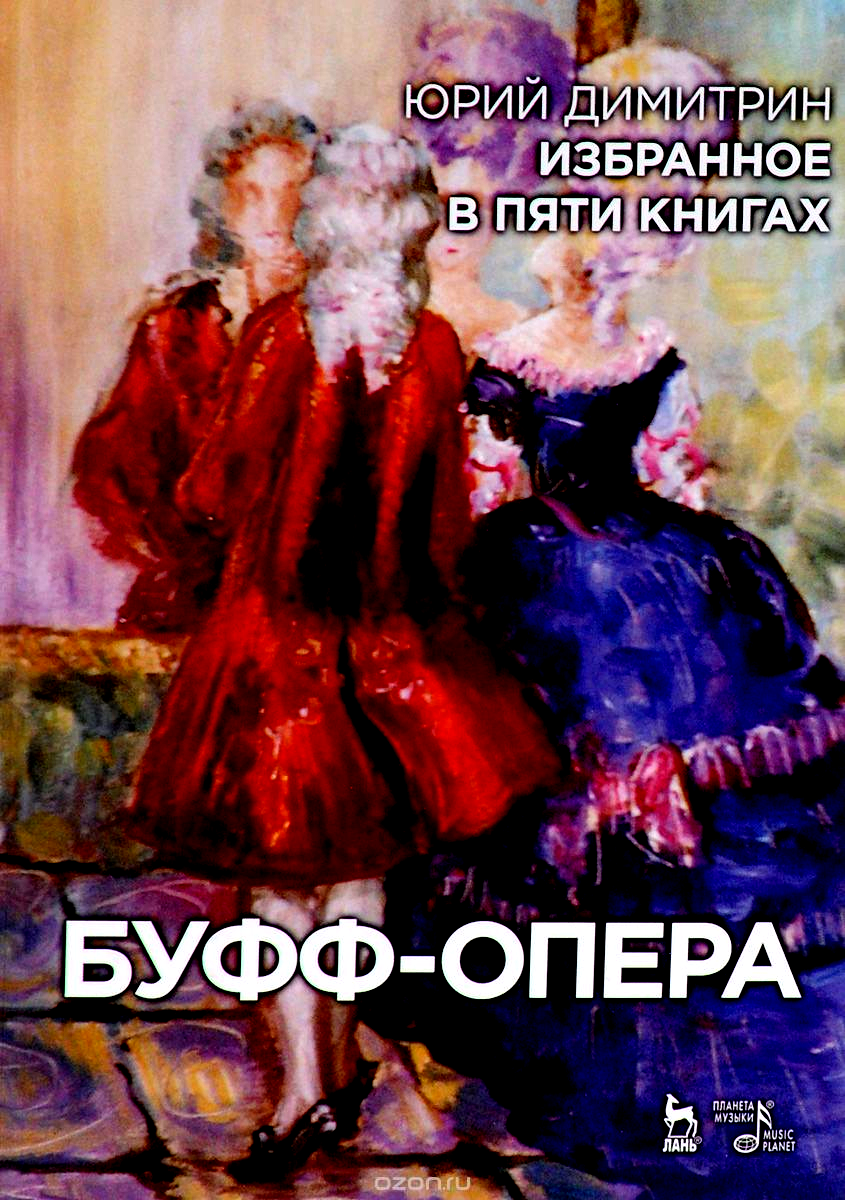 ЮРИЙ ДИМИТРИН
ИЗБРАННОЕ
В ПЯТИ КНИГАХ
БУФФ-ОПЕРА
ЛАНЬ®
ПЛАНЕТА
МУЗЫКИ
®
MUSIC
PLANET
ozon.ru